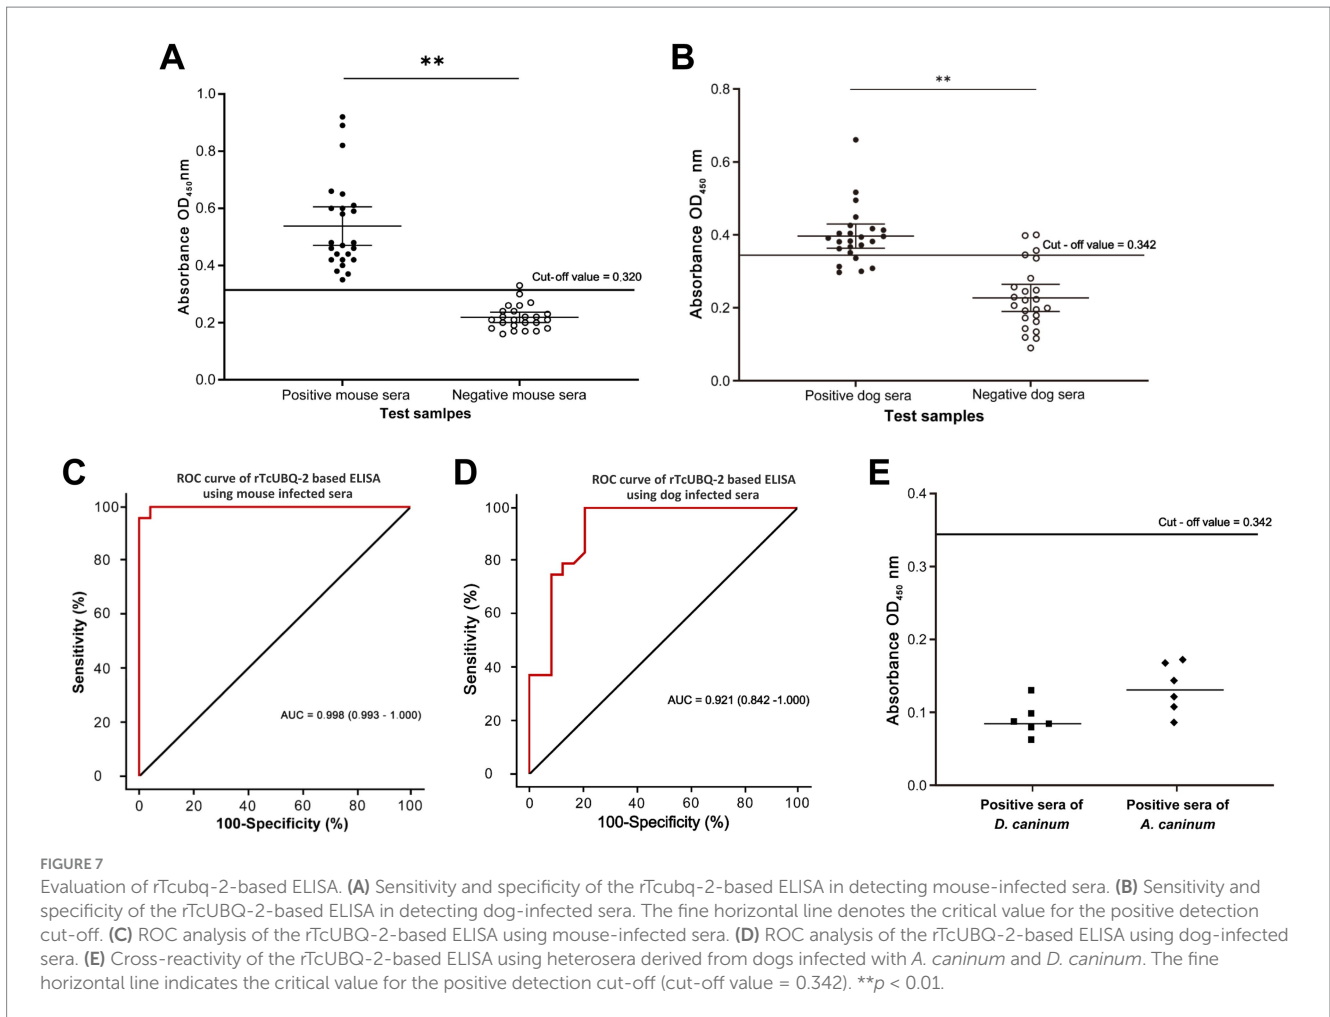 A
**
1.0
0.8
0.6
0.4
0.2
0.0
Absorbance OD450nm
Cut-off value = 0.320
Positive mouse sera
Negative mouse sera
Test samlpes
B
**
0.8
0.6
0.4
0.2
0.0
Absorbance OD450 nm
Cut - off value = 0.342
Positive dog sera
Negative dog sera
Test samples
C
ROC curve of rTcUBQ-2 based ELISA
using mouse infected sera
100
80
60
40
20
0
Sensitivity (%)
AUC = 0.998 (0.993 - 1.000)
0 20 40 60 80 100
100-Specificity (%)
D
ROC curve of rTcUBQ-2 based ELISA
using dog infected sera
100
80
60
40
20
0
Sensitivity (%)
AUC = 0.921 (0.842 -1.000)
0 20 40 60 80 100
100-Specificity (%)
E
0.4
0.3
0.2
0.1
0.0
Absorbance OD450 nm
Cut - off value = 0.342
Positive sera of
D. caninum
Positive sera of
A. caninum
FIGURE 7
Evaluation of rTcubq-2-based ELISA. (A) Sensitivity and specificity of the rTcubq-2-based ELISA in detecting mouse-infected sera. (B) Sensitivity and
specificity of the rTcUBQ-2-based ELISA in detecting dog-infected sera. The fine horizontal line denotes the critical value for the positive detection
cut-off. (C) ROC analysis of the rTcUBQ-2-based ELISA using mouse-infected sera. (D) ROC analysis of the rTcUBQ-2-based ELISA using dog-infected
sera. (E) Cross-reactivity of the rTcUBQ-2-based ELISA using heterosera derived from dogs infected with A. caninum and D. caninum. The fine
horizontal line indicates the critical value for the positive detection cut-off (cut-off value = 0.342). **p < 0.01.